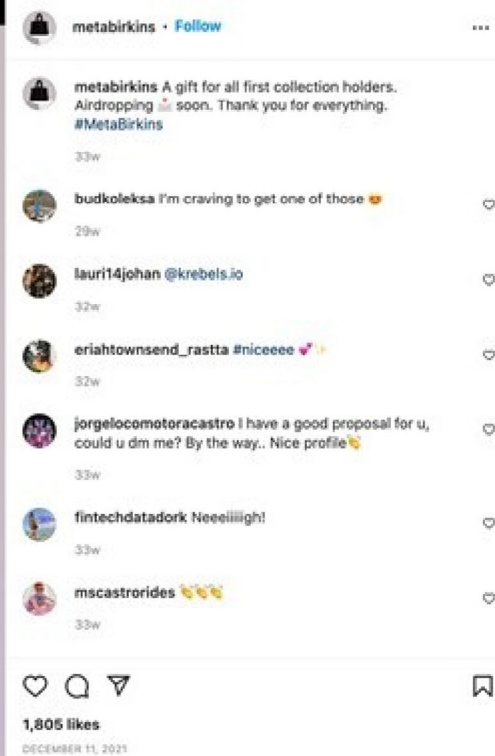 metabirkins • Follow
metabirkins A gift for all first collection holders.
Airdropping 📩 soon. Thank you for everything.
#MetaBirkins
33w
budkoleksa I'm craving to get one of those 😍
29w
lauri14johan @krebels.io
32w
eriahtownsend_rastta #niceeee 💕✨
32w
jorgelocomotoracastro I have a good proposal for u,
could u dm me? By the way.. Nice profile👏
33w
fintechdatadork Neeeiiiiigh!
33w
mscastrorides 👏👏👏
33w
1,805 likes
DECEMBER 11, 2021